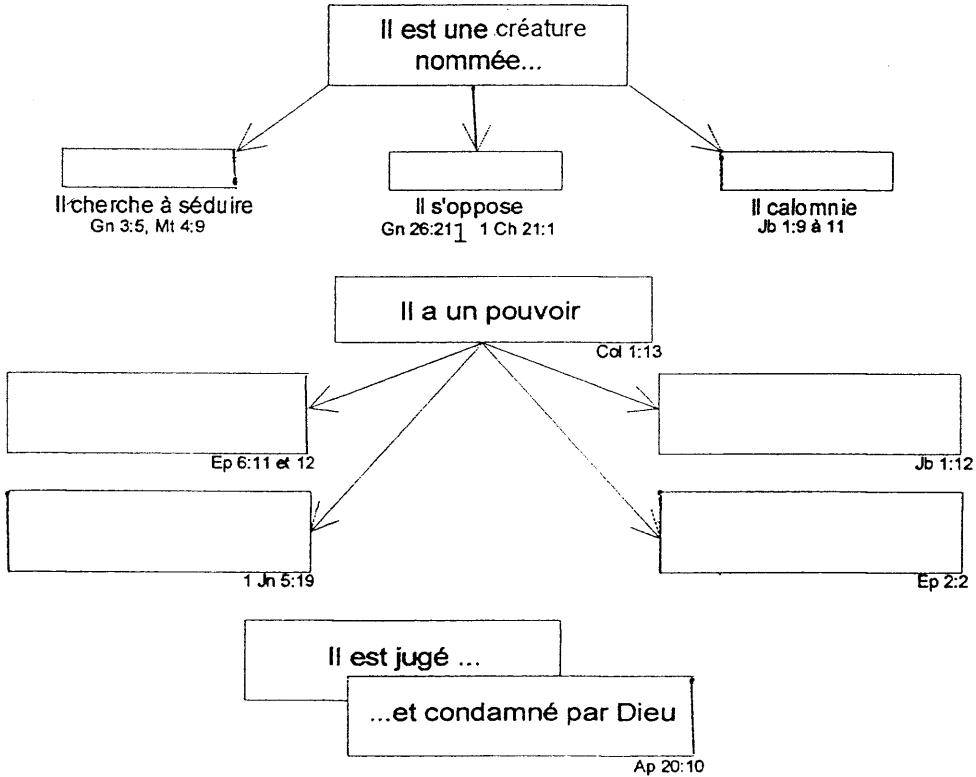 Il est une créature
nommée...
Il cherche à séduire
Gn 3:5, Mt 4:9
Il s'oppose
Gn 26:21 1 1 Ch 21:1
Il calomnie
Jb 1:9 à 11
Il a un pouvoir
Col 1:13
Ep 6:11 et 12
Jb 1:12
1 Jn 5:19
Ep 2:2
Il est jugé ...
...et condamné par Dieu
Ap 20:10